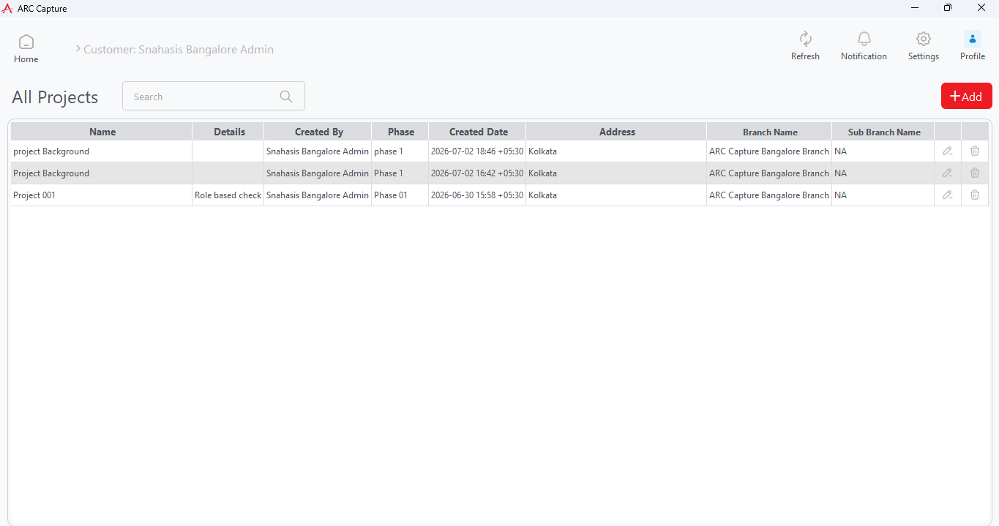 ARC Capture
Home
Customer: Snahasis Bangalore Admin
Refresh Notification Settings Profile
All Projects Search Add
Name Details Created By Phase Created Date Address Branch Name Sub Branch Name
project Background Snahasis Bangalore Admin phase 1 2026-07-02 18:46 +05:30 Kolkata ARC Capture Bangalore Branch NA
Project Background Snahasis Bangalore Admin Phase 1 2026-07-02 16:42 +05:30 Kolkata ARC Capture Bangalore Branch NA
Project 001 Role based check Snahasis Bangalore Admin Phase 01 2026-06-30 15:58 +05:30 Kolkata ARC Capture Bangalore Branch NA